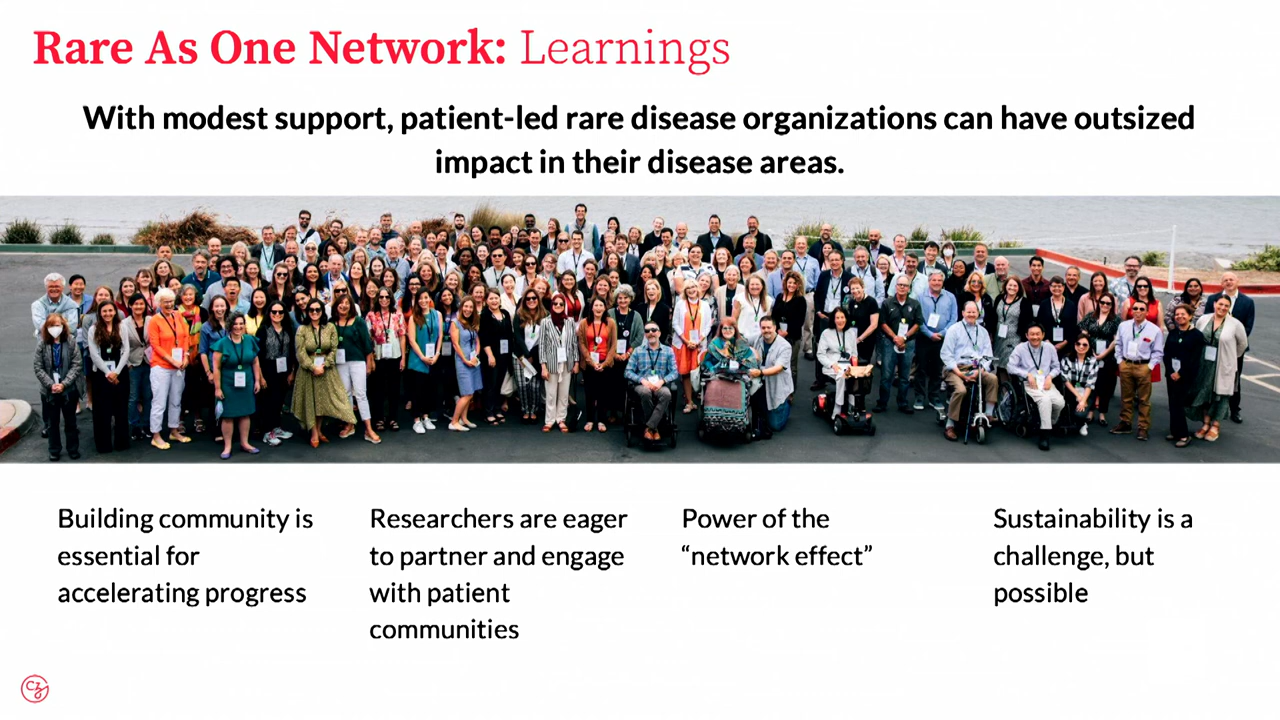 Rare As One Network: Learnings
With modest support, patient-led rare disease organizations can have outsized
impact in their disease areas.
Building community is
essential for
accelerating progress
Researchers are eager
to partner and engage
with patient
communities
Power of the
“network effect”
Sustainability is a
challenge, but
possible
CZ